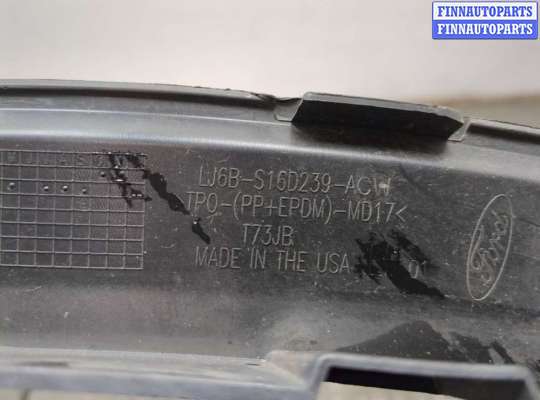 FINNAUTOPARTS
FINNAUTOPARTS
LJ6B-S16D239-ACW
TPO-(PP+EPDM)-MD17<
T73JB
MADE IN THE USA
Ford